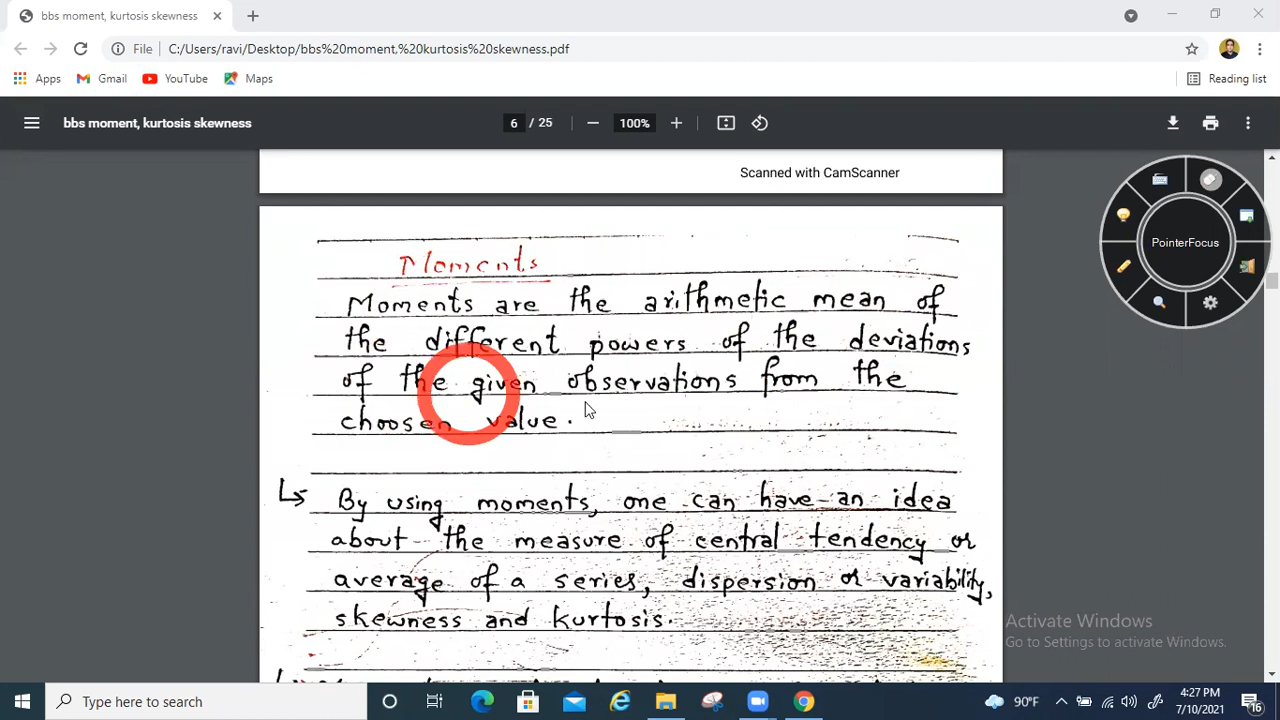 bbs moment, kurtosis skewness
File C:/Users/ravi/Desktop/bbs%20moment,%20kurtosis%20skewness.pdf
Apps Gmail YouTube Maps Reading list
bbs moment, kurtosis skewness 6 / 25 100%
Scanned with CamScanner
PointerFocus
Moments
Moments are the arithmetic mean of
the different powers of the deviations
of the given observations from the
choosen value.
↳ By using moments, one can have an idea
about the measure of central tendency or
average of a series, dispersion or variability,
skewness and kurtosis.
Activate Windows
Go to Settings to activate Windows.
Type here to search
90°F
4:27 PM
7/10/2021
16